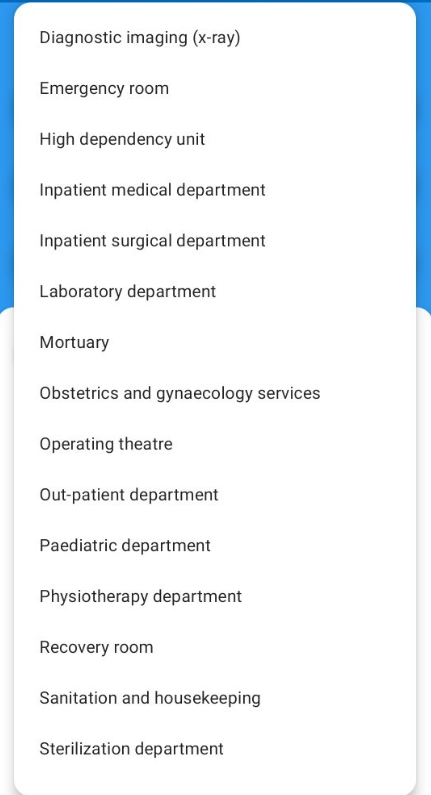 Diagnostic imaging (x-ray)
Emergency room
High dependency unit
Inpatient medical department
Inpatient surgical department
Laboratory department
Mortuary
Obstetrics and gynaecology services
Operating theatre
Out-patient department
Paediatric department
Physiotherapy department
Recovery room
Sanitation and housekeeping
Sterilization department